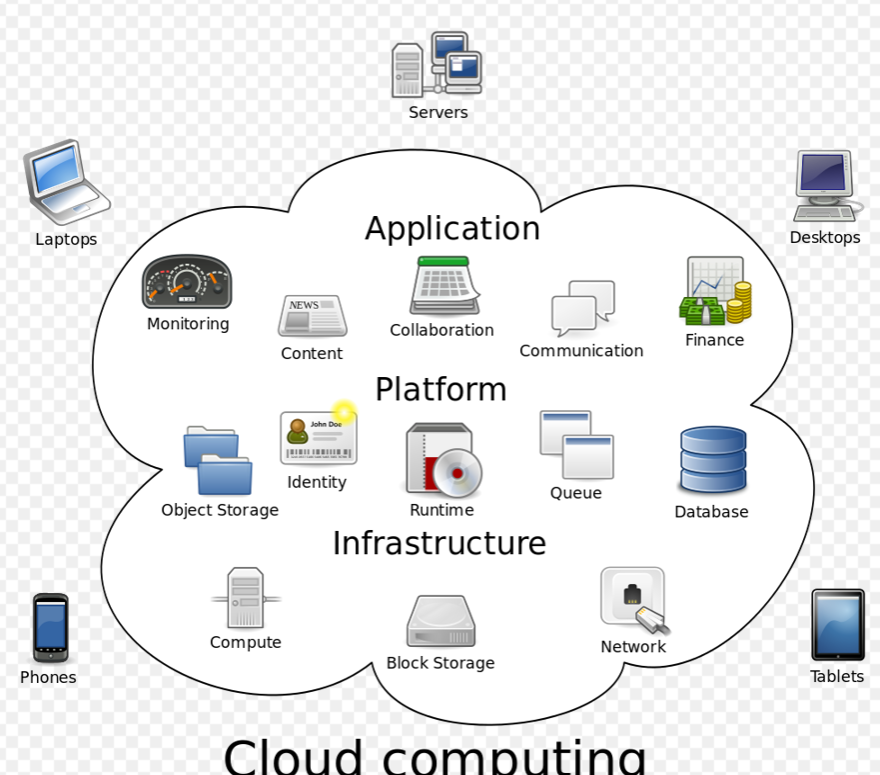 Servers
Laptops
Desktops
Application
Monitoring
NEWS
Content
Collaboration
Communication
Finance
Platform
John Doe
Object Storage
Identity
Runtime
Queue
Database
Infrastructure
Compute
Block Storage
Network
Phones
Tablets
Cloud computing